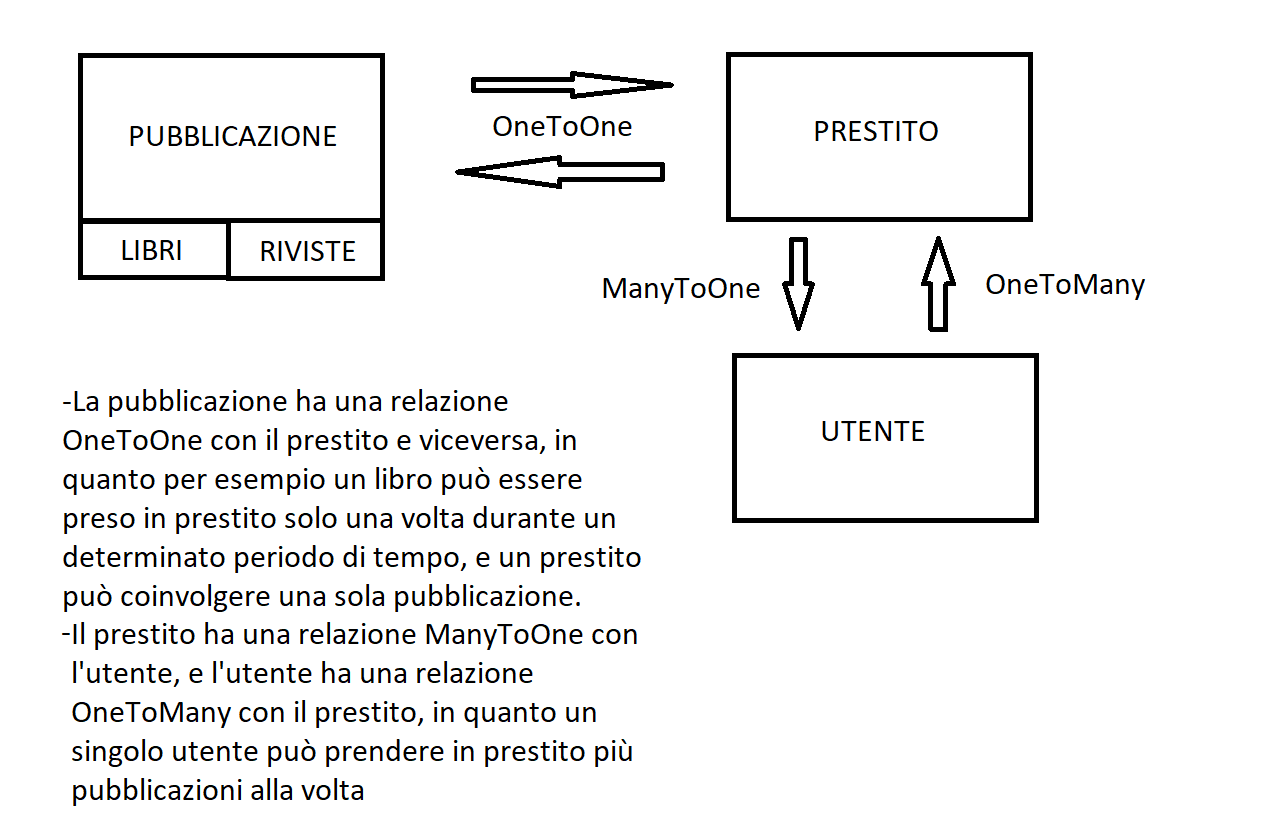 PUBBLICAZIONE
LIBRI
RIVISTE
OneToOne
PRESTITO
ManyToOne
OneToMany
UTENTE
-La pubblicazione ha una relazione
OneToOne con il prestito e viceversa, in
quanto per esempio un libro può essere
preso in prestito solo una volta durante un
determinato periodo di tempo, e un prestito
può coinvolgere una sola pubblicazione.
-Il prestito ha una relazione ManyToOne con
l'utente, e l'utente ha una relazione
OneToMany con il prestito, in quanto un
singolo utente può prendere in prestito più
pubblicazioni alla volta